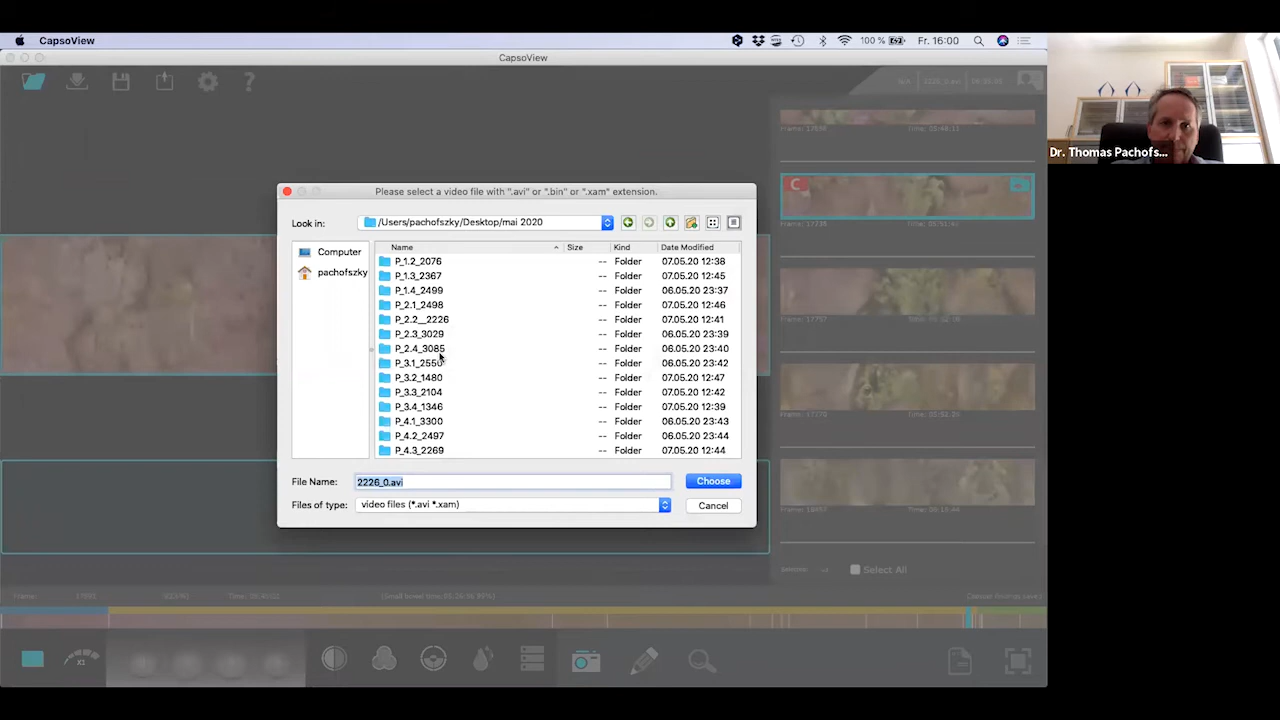 CapsoView
100 %
Fr. 16:00
CapsoView
Please select a video file with ".avi" or ".bin" or ".xam" extension.
Look in:
/Users/pachofszky/Desktop/mai 2020
Computer
pachofszky
Name Size Kind Date Modified
P_1.2_2076 -- Folder 07.05.20 12:38
P_1.3_2367 -- Folder 07.05.20 12:45
P_1.4_2499 -- Folder 06.05.20 23:37
P_2.1_2498 -- Folder 07.05.20 12:46
P_2.2__2226 -- Folder 07.05.20 12:41
P_2.3_3029 -- Folder 06.05.20 23:39
P_2.4_3085 -- Folder 06.05.20 23:40
P_3.1_2550 -- Folder 06.05.20 23:42
P_3.2_1480 -- Folder 07.05.20 12:47
P_3.3_2104 -- Folder 07.05.20 12:42
P_3.4_1346 -- Folder 07.05.20 12:39
P_4.1_3300 -- Folder 06.05.20 23:43
P_4.2_2497 -- Folder 06.05.20 23:44
P_4.3_2269 -- Folder 07.05.20 12:44
File Name: 2226_0.avi
Choose
Files of type: video files (*.avi *.xam)
Cancel
C
Select All
X1
Dr. Thomas Pachofs...